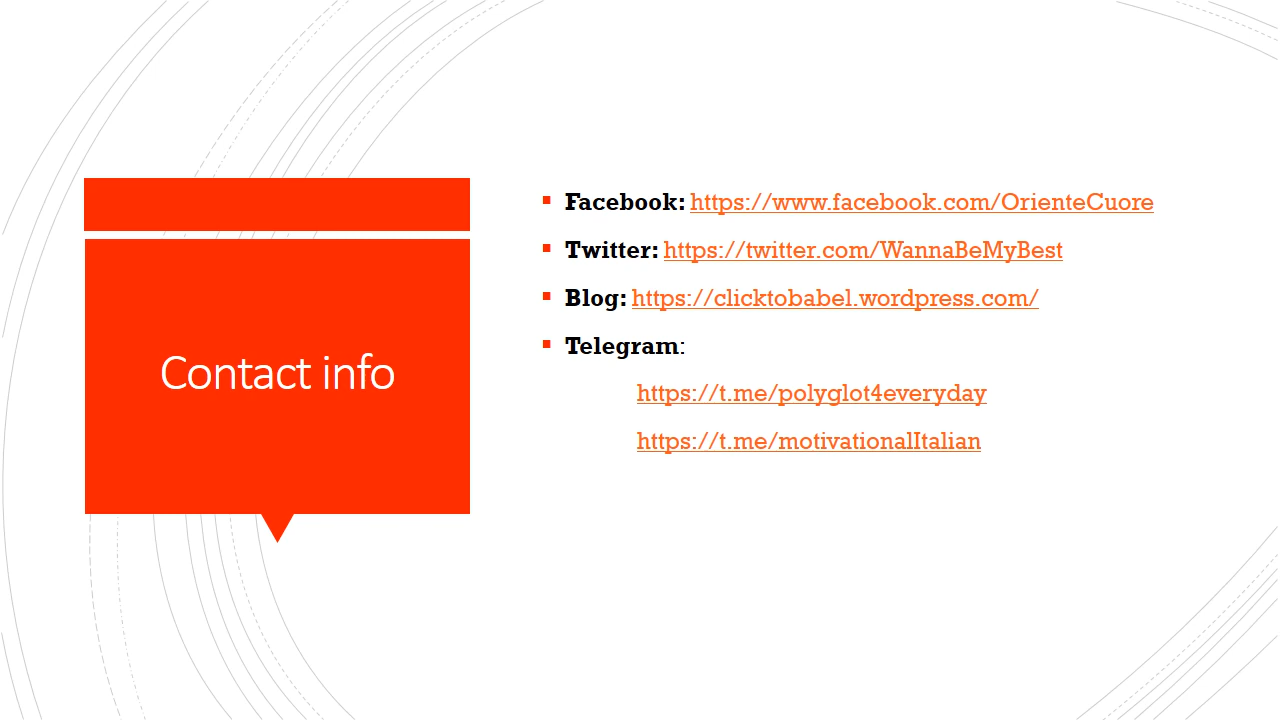 Contact info
Facebook: https://www.facebook.com/OrienteCuore
Twitter: https://twitter.com/WannaBeMyBest
Blog: https://clicktobabel.wordpress.com/
Telegram:
https://t.me/polyglot4everyday
https://t.me/motivationalItalian